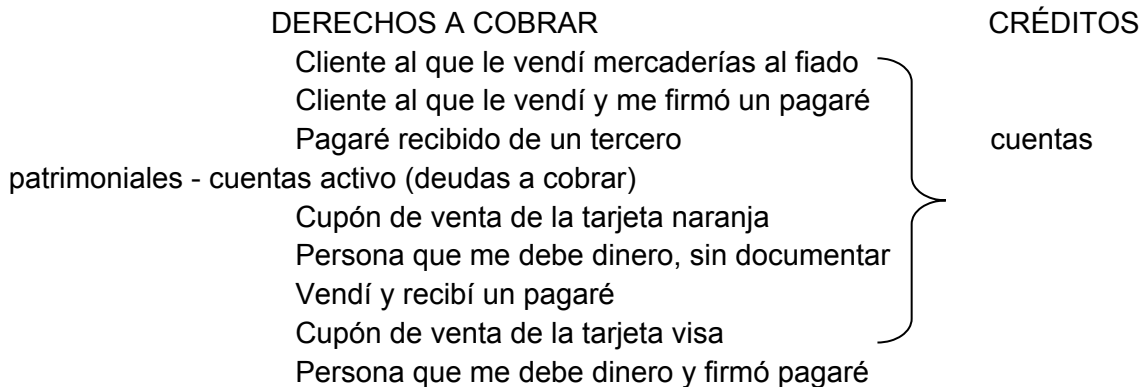 DERECHOS A COBRAR CRÉDITOS
Cliente al que le vendí mercaderías al fiado
Cliente al que le vendí y me firmó un pagaré
Pagaré recibido de un tercero cuentas
patrimoniales - cuentas activo (deudas a cobrar)
Cupón de venta de la tarjeta naranja
Persona que me debe dinero, sin documentar
Vendí y recibí un pagaré
Cupón de venta de la tarjeta visa
Persona que me debe dinero y firmó pagaré